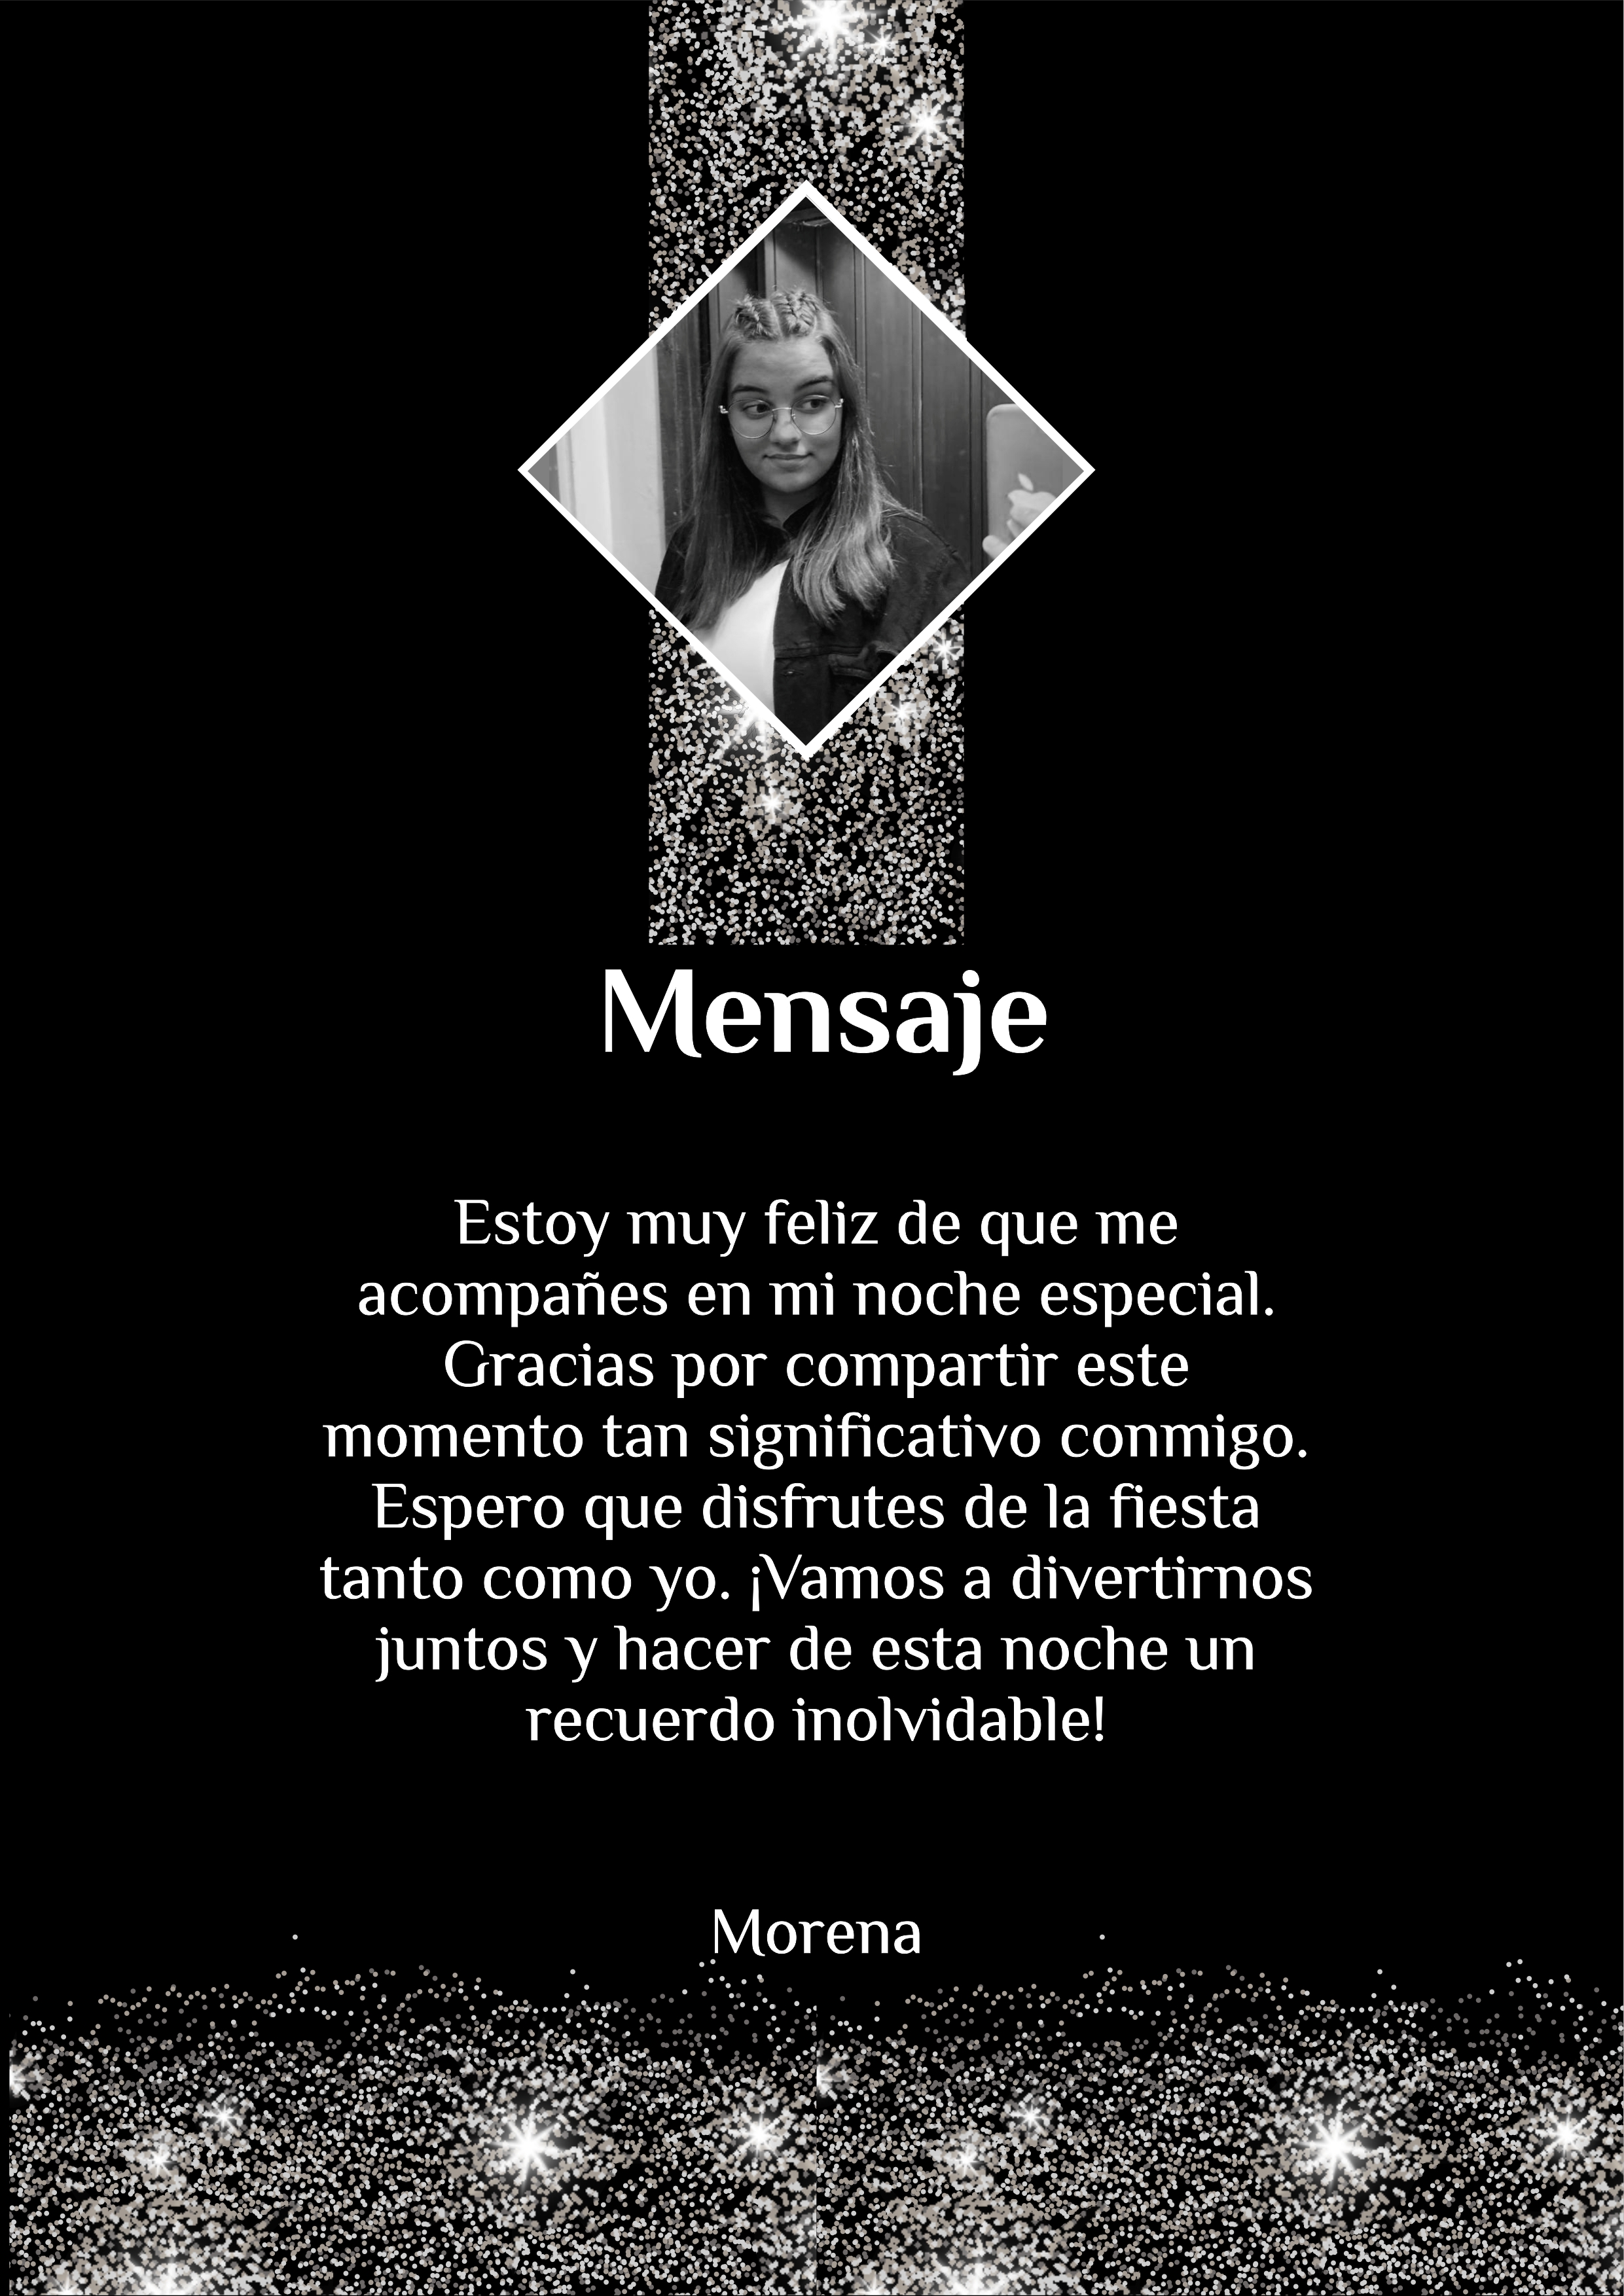 Mensaje
Estoy muy feliz de que me
acompañes en mi noche especial.
Gracias por compartir este
momento tan significativo conmigo.
Espero que disfrutes de la fiesta
tanto como yo. ¡Vamos a divertirnos
juntos y hacer de esta noche un
recuerdo inolvidable!
Morena